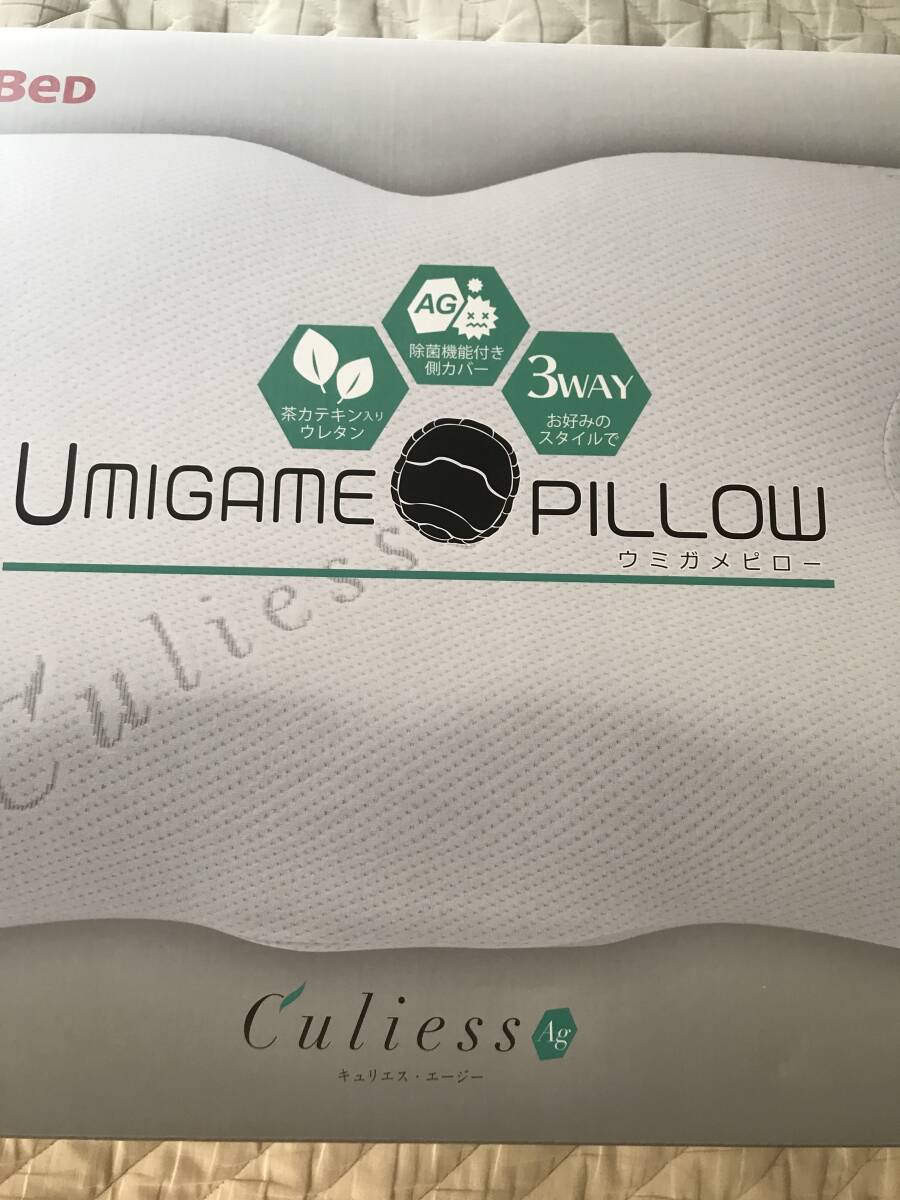 BeD
AG
除菌機能付き
側カバー
茶カテキン入り
ウレタン
3WAY
お好みの
スタイルで
UMIGAME PILLOW
ウミガメピロー
Culiess
Culiess Ag
キュリエス・エージー